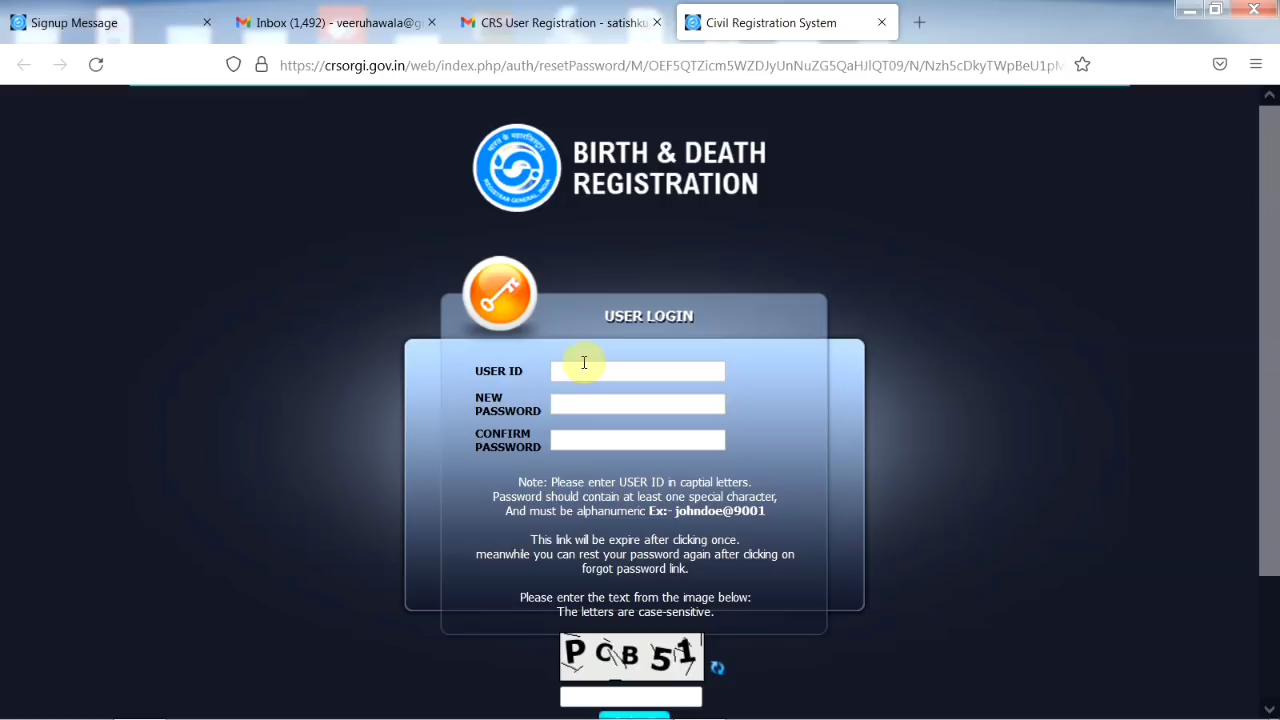 Signup Message
Inbox (1,492) - veeruhawala@g
CRS User Registration - satishku
Civil Registration System
https://crsorgi.gov.in/web/index.php/auth/resetPassword/M/OEF5QTZicm5WZDJyUnNuZG5QaHJlQT09/N/Nzh5cDkyTWpBeU1pM
BIRTH & DEATH
REGISTRATION
USER LOGIN
USER ID
NEW
PASSWORD
CONFIRM
PASSWORD
Note: Please enter USER ID in captial letters.
Password should contain at least one special character,
And must be alphanumeric Ex:- johndoe@9001
This link will be expire after clicking once.
meanwhile you can rest your password again after clicking on
forgot password link.
Please enter the text from the image below:
The letters are case-sensitive.
PCB51